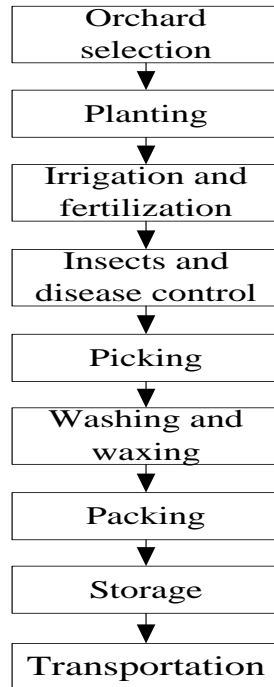 Orchard
selection
Planting
Irrigation and
fertilization
Insects and
disease control
Picking
Washing and
waxing
Packing
Storage
Transportation